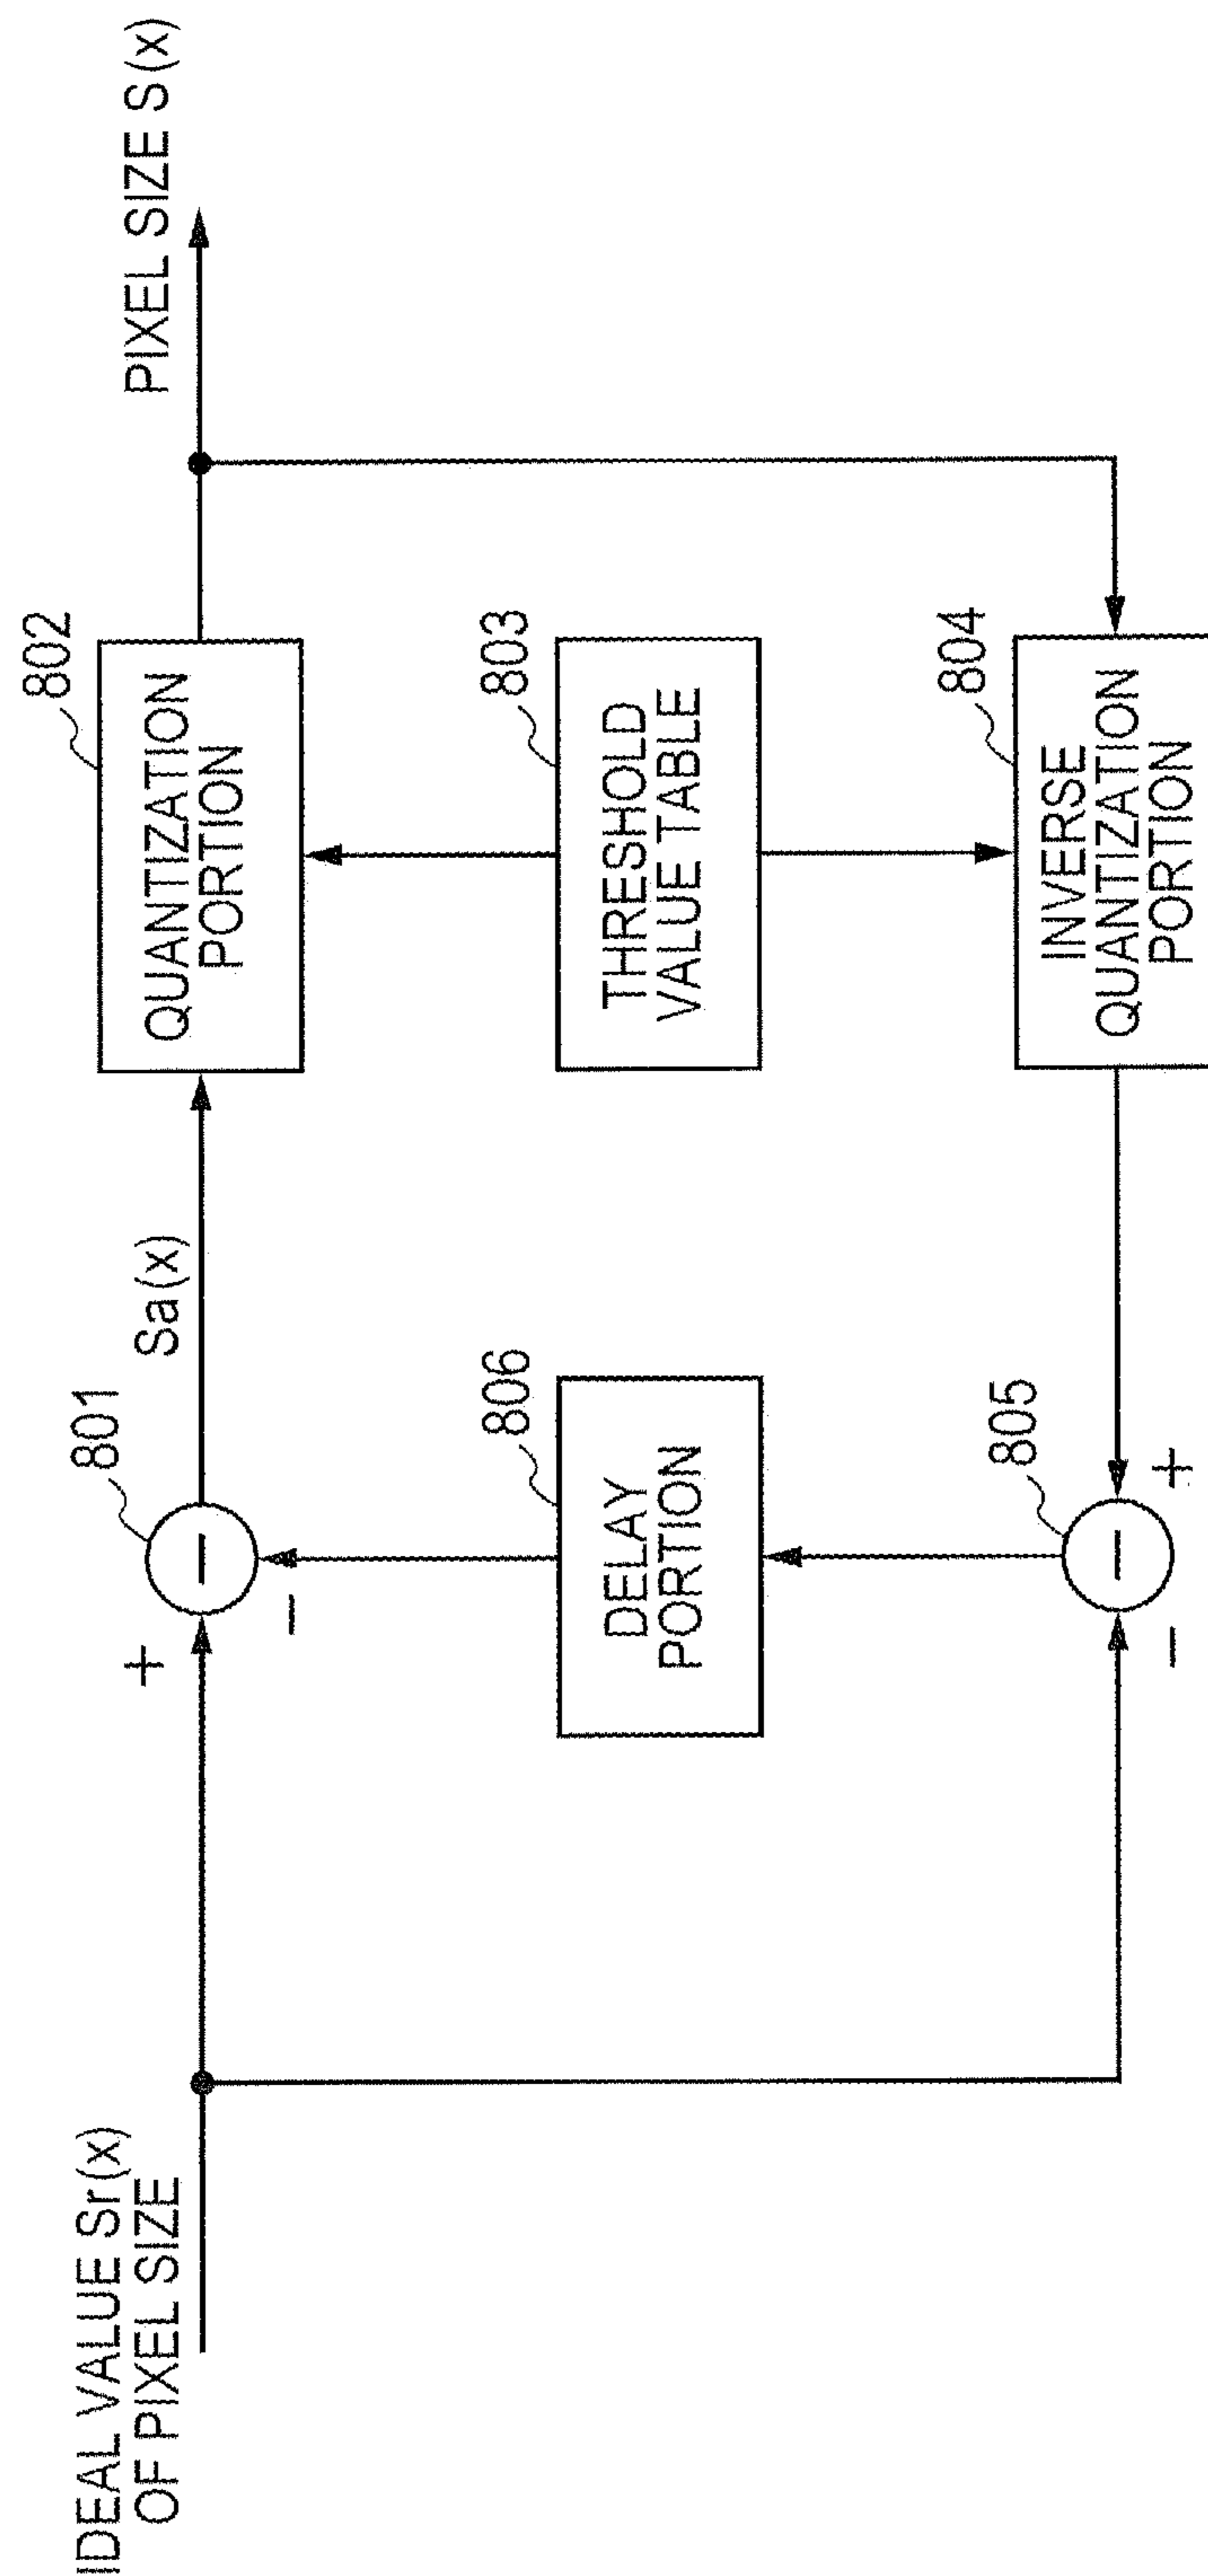 IDEAL VALUE Sr(x)
OF PIXEL SIZE
+
−
801
−
Sa(x)
802
QUANTIZATION
PORTION
PIXEL SIZE S(x)
806
DELAY
PORTION
803
THRESHOLD
VALUE TABLE
805
−
−
+
804
INVERSE
QUANTIZATION
PORTION